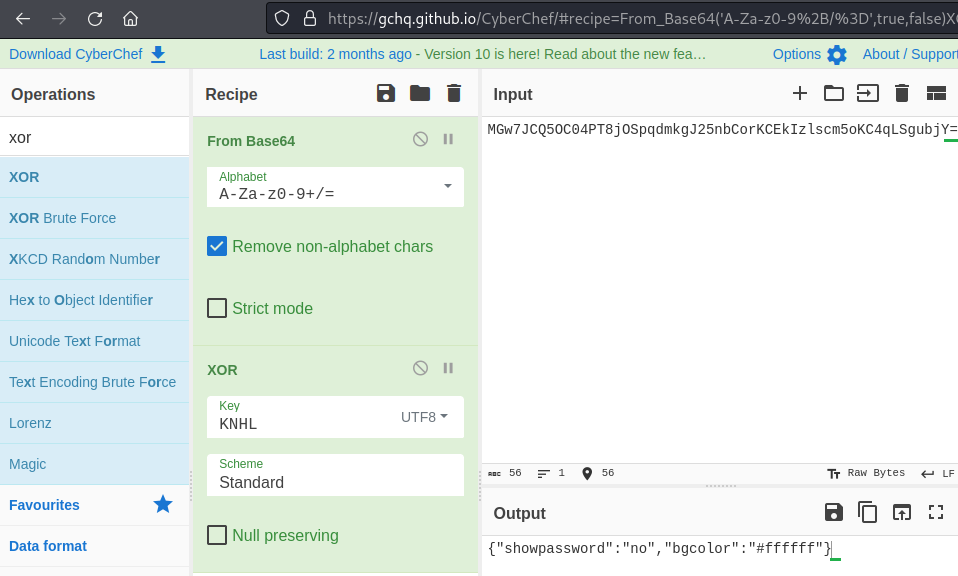 https://gchq.github.io/CyberChef/#recipe=From_Base64('A-Za-z0-9%2B/%3D',true,false)X
Download CyberChef
Last build: 2 months ago - Version 10 is here! Read about the new fea…
Options
About / Suppor
Operations
Recipe
Input
xor
XOR
XOR Brute Force
XKCD Random Number
Hex to Object Identifier
Unicode Text Format
Text Encoding Brute Force
Lorenz
Magic
Favourites
Data format
From Base64
Alphabet
A-Za-z0-9+/=
Remove non-alphabet chars
Strict mode
XOR
Key
KNHL
UTF8
Scheme
Standard
Null preserving
MGw7JCQ5OC04PT8jOSpqdmkgJ25nbCorKCEkIzlscm5oKC4qLSgubjY=
ABC 56
1
56
Raw Bytes
LF
Output
{"showpassword":"no","bgcolor":"#ffffff"}